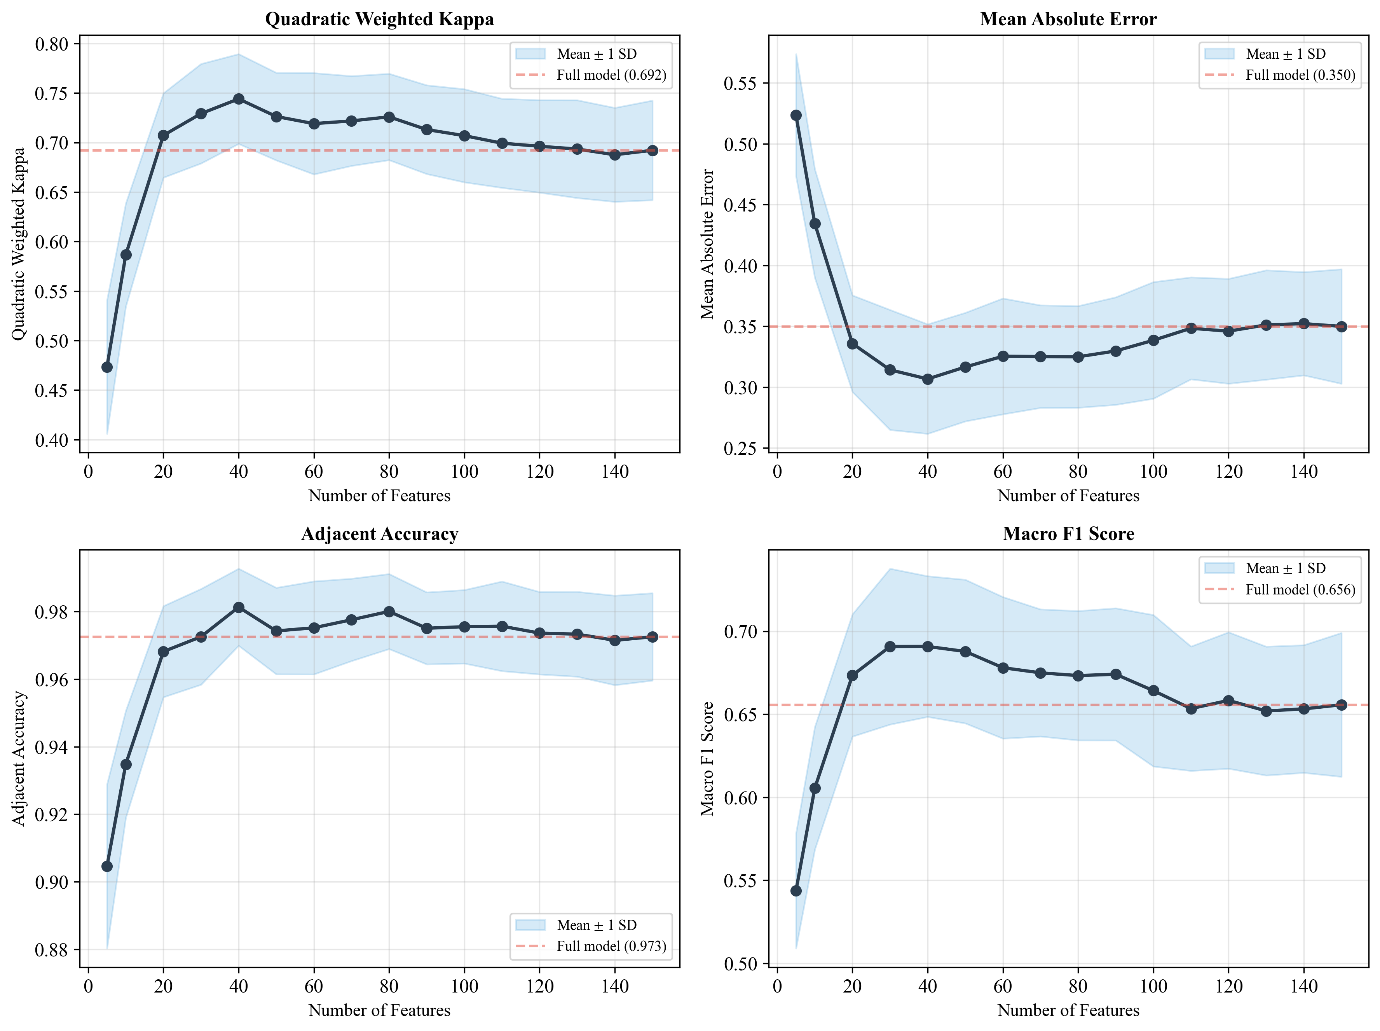 Quadratic Weighted Kappa
Quadratic Weighted Kappa
0.80
0.75
0.70
0.65
0.60
0.55
0.50
0.45
0.40
Mean ± 1 SD
Full model (0.692)
0 20 40 60 80 100 120 140
Number of Features
Mean Absolute Error
Mean Absolute Error
0.55
0.50
0.45
0.40
0.35
0.30
0.25
Mean ± 1 SD
Full model (0.350)
0 20 40 60 80 100 120 140
Number of Features
Adjacent Accuracy
Adjacent Accuracy
0.98
0.96
0.94
0.92
0.90
0.88
Mean ± 1 SD
Full model (0.973)
0 20 40 60 80 100 120 140
Number of Features
Macro F1 Score
Macro F1 Score
0.70
0.65
0.60
0.55
0.50
Mean ± 1 SD
Full model (0.656)
0 20 40 60 80 100 120 140
Number of Features